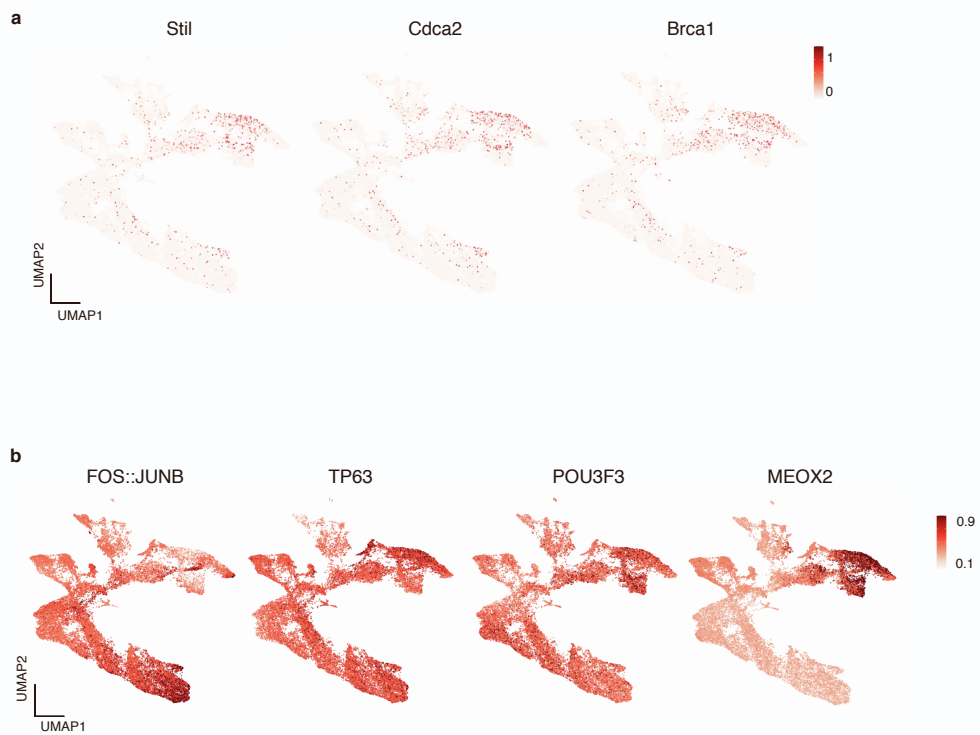 a
Stil Cdca2 Brca1
1
0
UMAP2
UMAP1
b
FOS::JUNB TP63 POU3F3 MEOX2
0.9
0.1
UMAP2
UMAP1